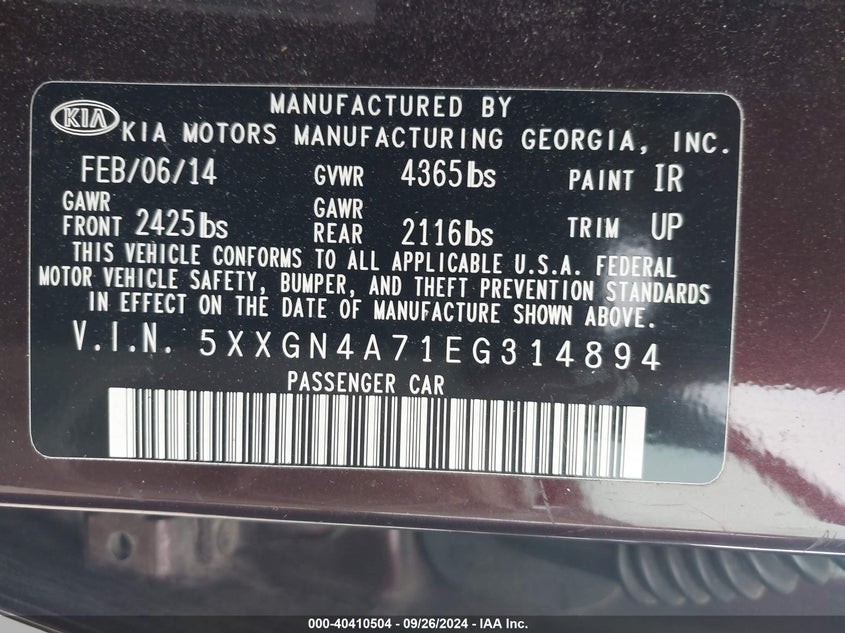 KIA
MANUFACTURED BY
KIA MOTORS MANUFACTURING GEORGIA, INC.
FEB/06/14 GVWR 4365lbs PAINT IR
GAWR FRONT 2425lbs GAWR REAR 2116lbs TRIM UP
THIS VEHICLE CONFORMS TO ALL APPLICABLE U.S.A. FEDERAL
MOTOR VEHICLE SAFETY, BUMPER, AND THEFT PREVENTION STANDARDS
IN EFFECT ON THE DATE OF MANUFACTURE SHOWN ABOVE.
V.I.N. 5XXGN4A71EG314894
PASSENGER CAR
000-40410504 - 09/26/2024 - IAA Inc.